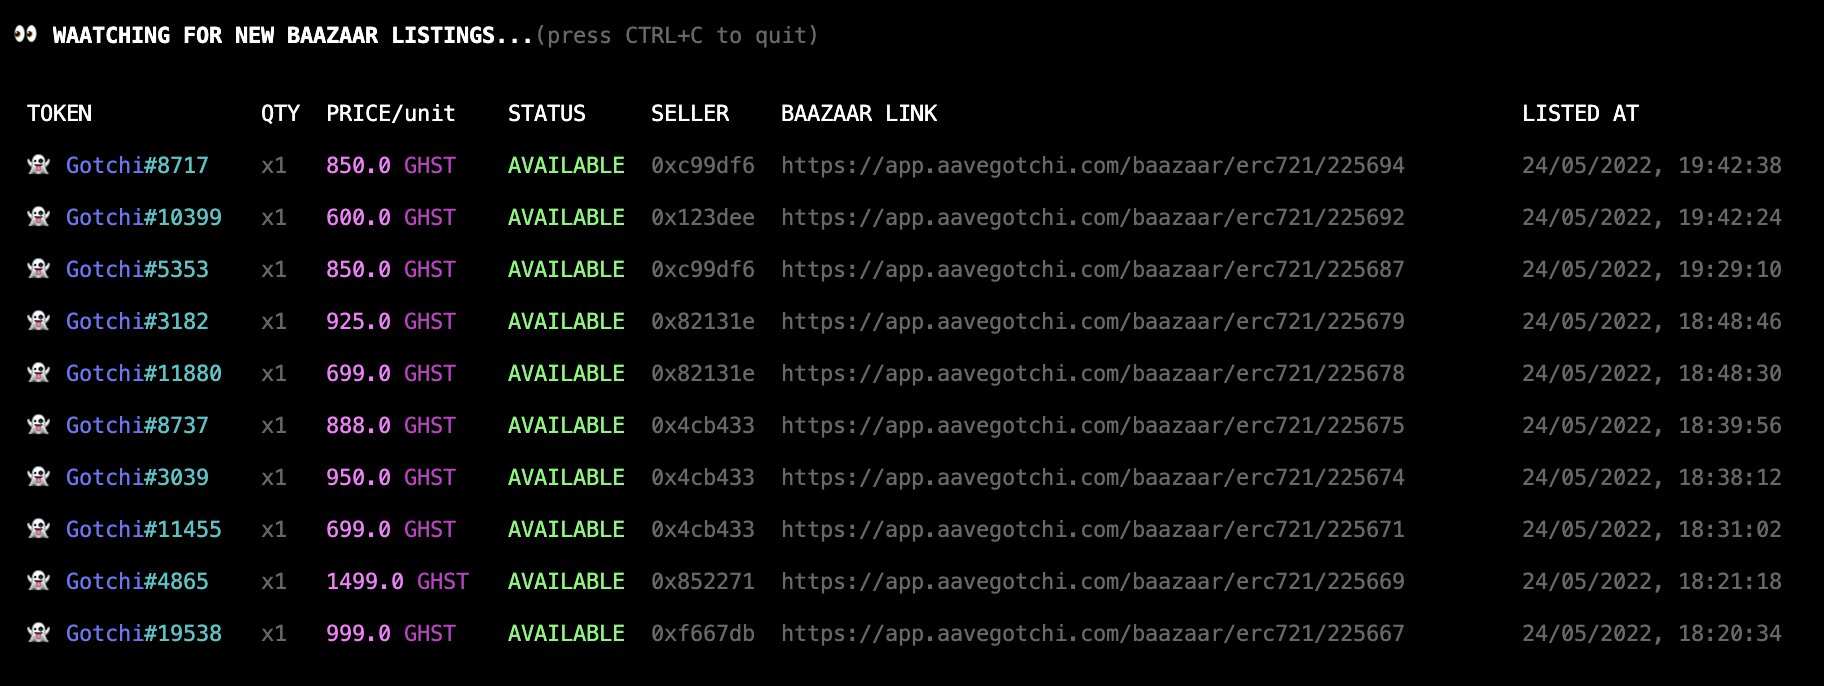 👀 WAATCHING FOR NEW BAAZAAR LISTINGS...(press CTRL+C to quit)
TOKEN QTY PRICE/unit STATUS SELLER BAAZAAR LINK LISTED AT
👻 Gotchi#8717 x1 850.0 GHST AVAILABLE 0xc99df6 https://app.aavegotchi.com/baazaar/erc721/225694 24/05/2022, 19:42:38
👻 Gotchi#10399 x1 600.0 GHST AVAILABLE 0x123dee https://app.aavegotchi.com/baazaar/erc721/225692 24/05/2022, 19:42:24
👻 Gotchi#5353 x1 850.0 GHST AVAILABLE 0xc99df6 https://app.aavegotchi.com/baazaar/erc721/225687 24/05/2022, 19:29:10
👻 Gotchi#3182 x1 925.0 GHST AVAILABLE 0x82131e https://app.aavegotchi.com/baazaar/erc721/225679 24/05/2022, 18:48:46
👻 Gotchi#11880 x1 699.0 GHST AVAILABLE 0x82131e https://app.aavegotchi.com/baazaar/erc721/225678 24/05/2022, 18:48:30
👻 Gotchi#8737 x1 888.0 GHST AVAILABLE 0x4cb433 https://app.aavegotchi.com/baazaar/erc721/225675 24/05/2022, 18:39:56
👻 Gotchi#3039 x1 950.0 GHST AVAILABLE 0x4cb433 https://app.aavegotchi.com/baazaar/erc721/225674 24/05/2022, 18:38:12
👻 Gotchi#11455 x1 699.0 GHST AVAILABLE 0x4cb433 https://app.aavegotchi.com/baazaar/erc721/225671 24/05/2022, 18:31:02
👻 Gotchi#4865 x1 1499.0 GHST AVAILABLE 0x852271 https://app.aavegotchi.com/baazaar/erc721/225669 24/05/2022, 18:21:18
👻 Gotchi#19538 x1 999.0 GHST AVAILABLE 0xf667db https://app.aavegotchi.com/baazaar/erc721/225667 24/05/2022, 18:20:34